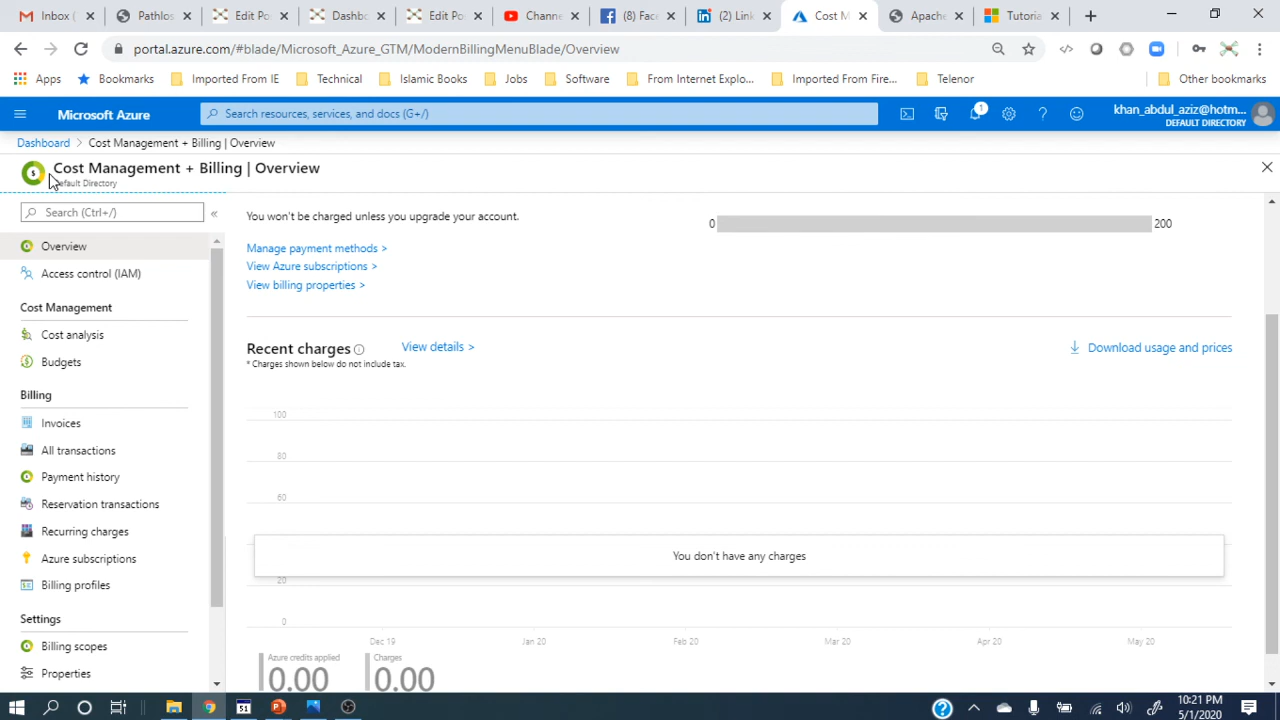 Inbox (
Pathlos
Edit Po
Dashbo
Edit Po
Channe
(8) Fac
(2) Link
Cost M
Apache
Tutoria
portal.azure.com/#blade/Microsoft_Azure_GTM/ModernBillingMenuBlade/Overview
Apps
Bookmarks
Imported From IE
Technical
Islamic Books
Jobs
Software
From Internet Explo...
Imported From Fire...
Telenor
Other bookmarks
Microsoft Azure
Search resources, services, and docs (G+/)
1
khan_abdul_aziz@hotm...
DEFAULT DIRECTORY
Dashboard > Cost Management + Billing | Overview
Cost Management + Billing | Overview
Default Directory
Search (Ctrl+/)
Overview
Access control (IAM)
Cost Management
Cost analysis
Budgets
Billing
Invoices
All transactions
Payment history
Reservation transactions
Recurring charges
Azure subscriptions
Billing profiles
Settings
Billing scopes
Properties
You won't be charged unless you upgrade your account.
0
200
Manage payment methods >
View Azure subscriptions >
View billing properties >
Recent charges
View details >
Download usage and prices
* Charges shown below do not include tax.
100
80
60
You don't have any charges
20
0
Dec 19
Jan 20
Feb 20
Mar 20
Apr 20
May 20
Azure credits applied
0.00
Charges
0.00
10:21 PM
5/1/2020